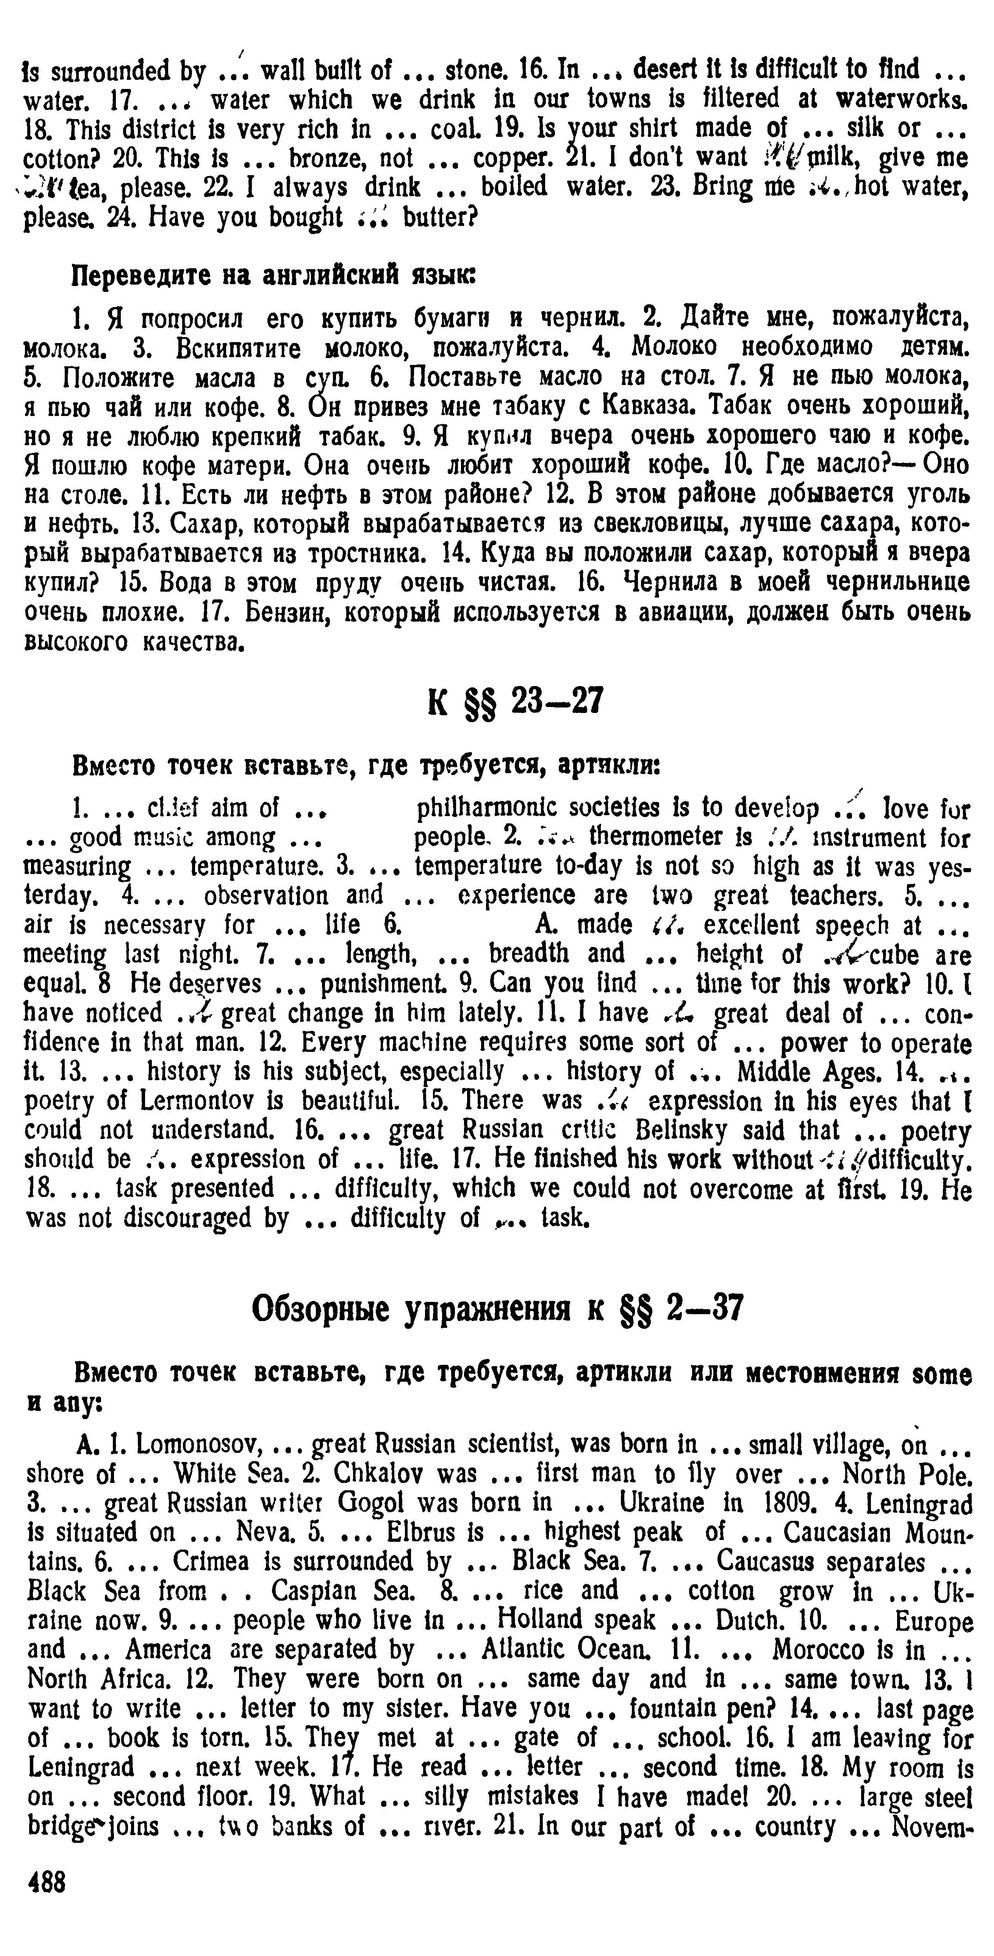 is surrounded by ... wall built of ... stone. 16. In ... desert it is difficult to find ...
water. 17. ... water which we drink in our towns is filtered at waterworks.
18. This district is very rich in ... coal. 19. Is your shirt made of ... silk or ...
cotton? 20. This is ... bronze, not ... copper. 21. I don't want milk, give me
tea, please. 22. I always drink ... boiled water. 23. Bring me ... hot water,
please. 24. Have you bought ... butter?
Переведите на английский язык:
1. Я попросил его купить бумаги и чернил. 2. Дайте мне, пожалуйста,
молока. 3. Вскипятите молоко, пожалуйста. 4. Молоко необходимо детям.
5. Положите масла в суп. 6. Поставьте масло на стол. 7. Я не пью молока,
я пью чай или кофе. 8. Он привез мне табаку с Кавказа. Табак очень хороший,
но я не люблю крепкий табак. 9. Я купил вчера очень хорошего чаю и кофе.
Я пошлю кофе матери. Она очень любит хороший кофе. 10. Где масло?— Оно
на столе. 11. Есть ли нефть в этом районе? 12. В этом районе добывается уголь
и нефть. 13. Сахар, который вырабатывается из свекловицы, лучше сахара, кото-
рый вырабатывается из тростника. 14. Куда вы положили сахар, который я вчера
купил? 15. Вода в этом пруду очень чистая. 16. Чернила в моей чернильнице
очень плохие. 17. Бензин, который используется в авиации, должен быть очень
высокого качества.
К §§ 23—27
Вместо точек вставьте, где требуется, артикли:
1. ... chief aim of ... philharmonic societies is to develop ... love for
... good music among ... people. 2. ... thermometer is ... instrument for
measuring ... temperature. 3. ... temperature to-day is not so high as it was yes-
terday. 4. ... observation and ... experience are two great teachers. 5. ...
air is necessary for ... life 6. A. made ... excellent speech at ...
meeting last night. 7. ... length, ... breadth and ... height of cube are
equal. 8 He deserves ... punishment. 9. Can you find ... time for this work? 10. I
have noticed ... great change in him lately. 11. I have ... great deal of ... con-
fidence in that man. 12. Every machine requires some sort of ... power to operate
it. 13. ... history is his subject, especially ... history of ... Middle Ages. 14. ...
poetry of Lermontov is beautiful. 15. There was ... expression in his eyes that I
could not understand. 16. ... great Russian critic Belinsky said that ... poetry
should be ... expression of ... life. 17. He finished his work without difficulty.
18. ... task presented ... difficulty, which we could not overcome at first. 19. He
was not discouraged by ... difficulty of ... task.
Обзорные упражнения к §§ 2—37
Вместо точек вставьте, где требуется, артикли или местоимения some
и any:
А. 1. Lomonosov, ... great Russian scientist, was born in ... small village, on ...
shore of ... White Sea. 2. Chkalov was ... first man to fly over ... North Pole.
3. ... great Russian writer Gogol was born in ... Ukraine in 1809. 4. Leningrad
is situated on ... Neva. 5. ... Elbrus is ... highest peak of ... Caucasian Moun-
tains. 6. ... Crimea is surrounded by ... Black Sea. 7. ... Caucasus separates ...
Black Sea from . . Caspian Sea. 8. ... rice and ... cotton grow in ... Uk-
raine now. 9. ... people who live in ... Holland speak ... Dutch. 10. ... Europe
and ... America are separated by ... Atlantic Ocean. 11. ... Morocco is in ...
North Africa. 12. They were born on ... same day and in ... same town. 13. I
want to write ... letter to my sister. Have you ... fountain pen? 14. ... last page
of ... book is torn. 15. They met at ... gate of ... school. 16. I am leaving for
Leningrad ... next week. 17. He read ... letter ... second time. 18. My room is
on ... second floor. 19. What ... silly mistakes I have made! 20. ... large steel
bridge joins ... two banks of ... river. 21. In our part of ... country ... Novem-
488